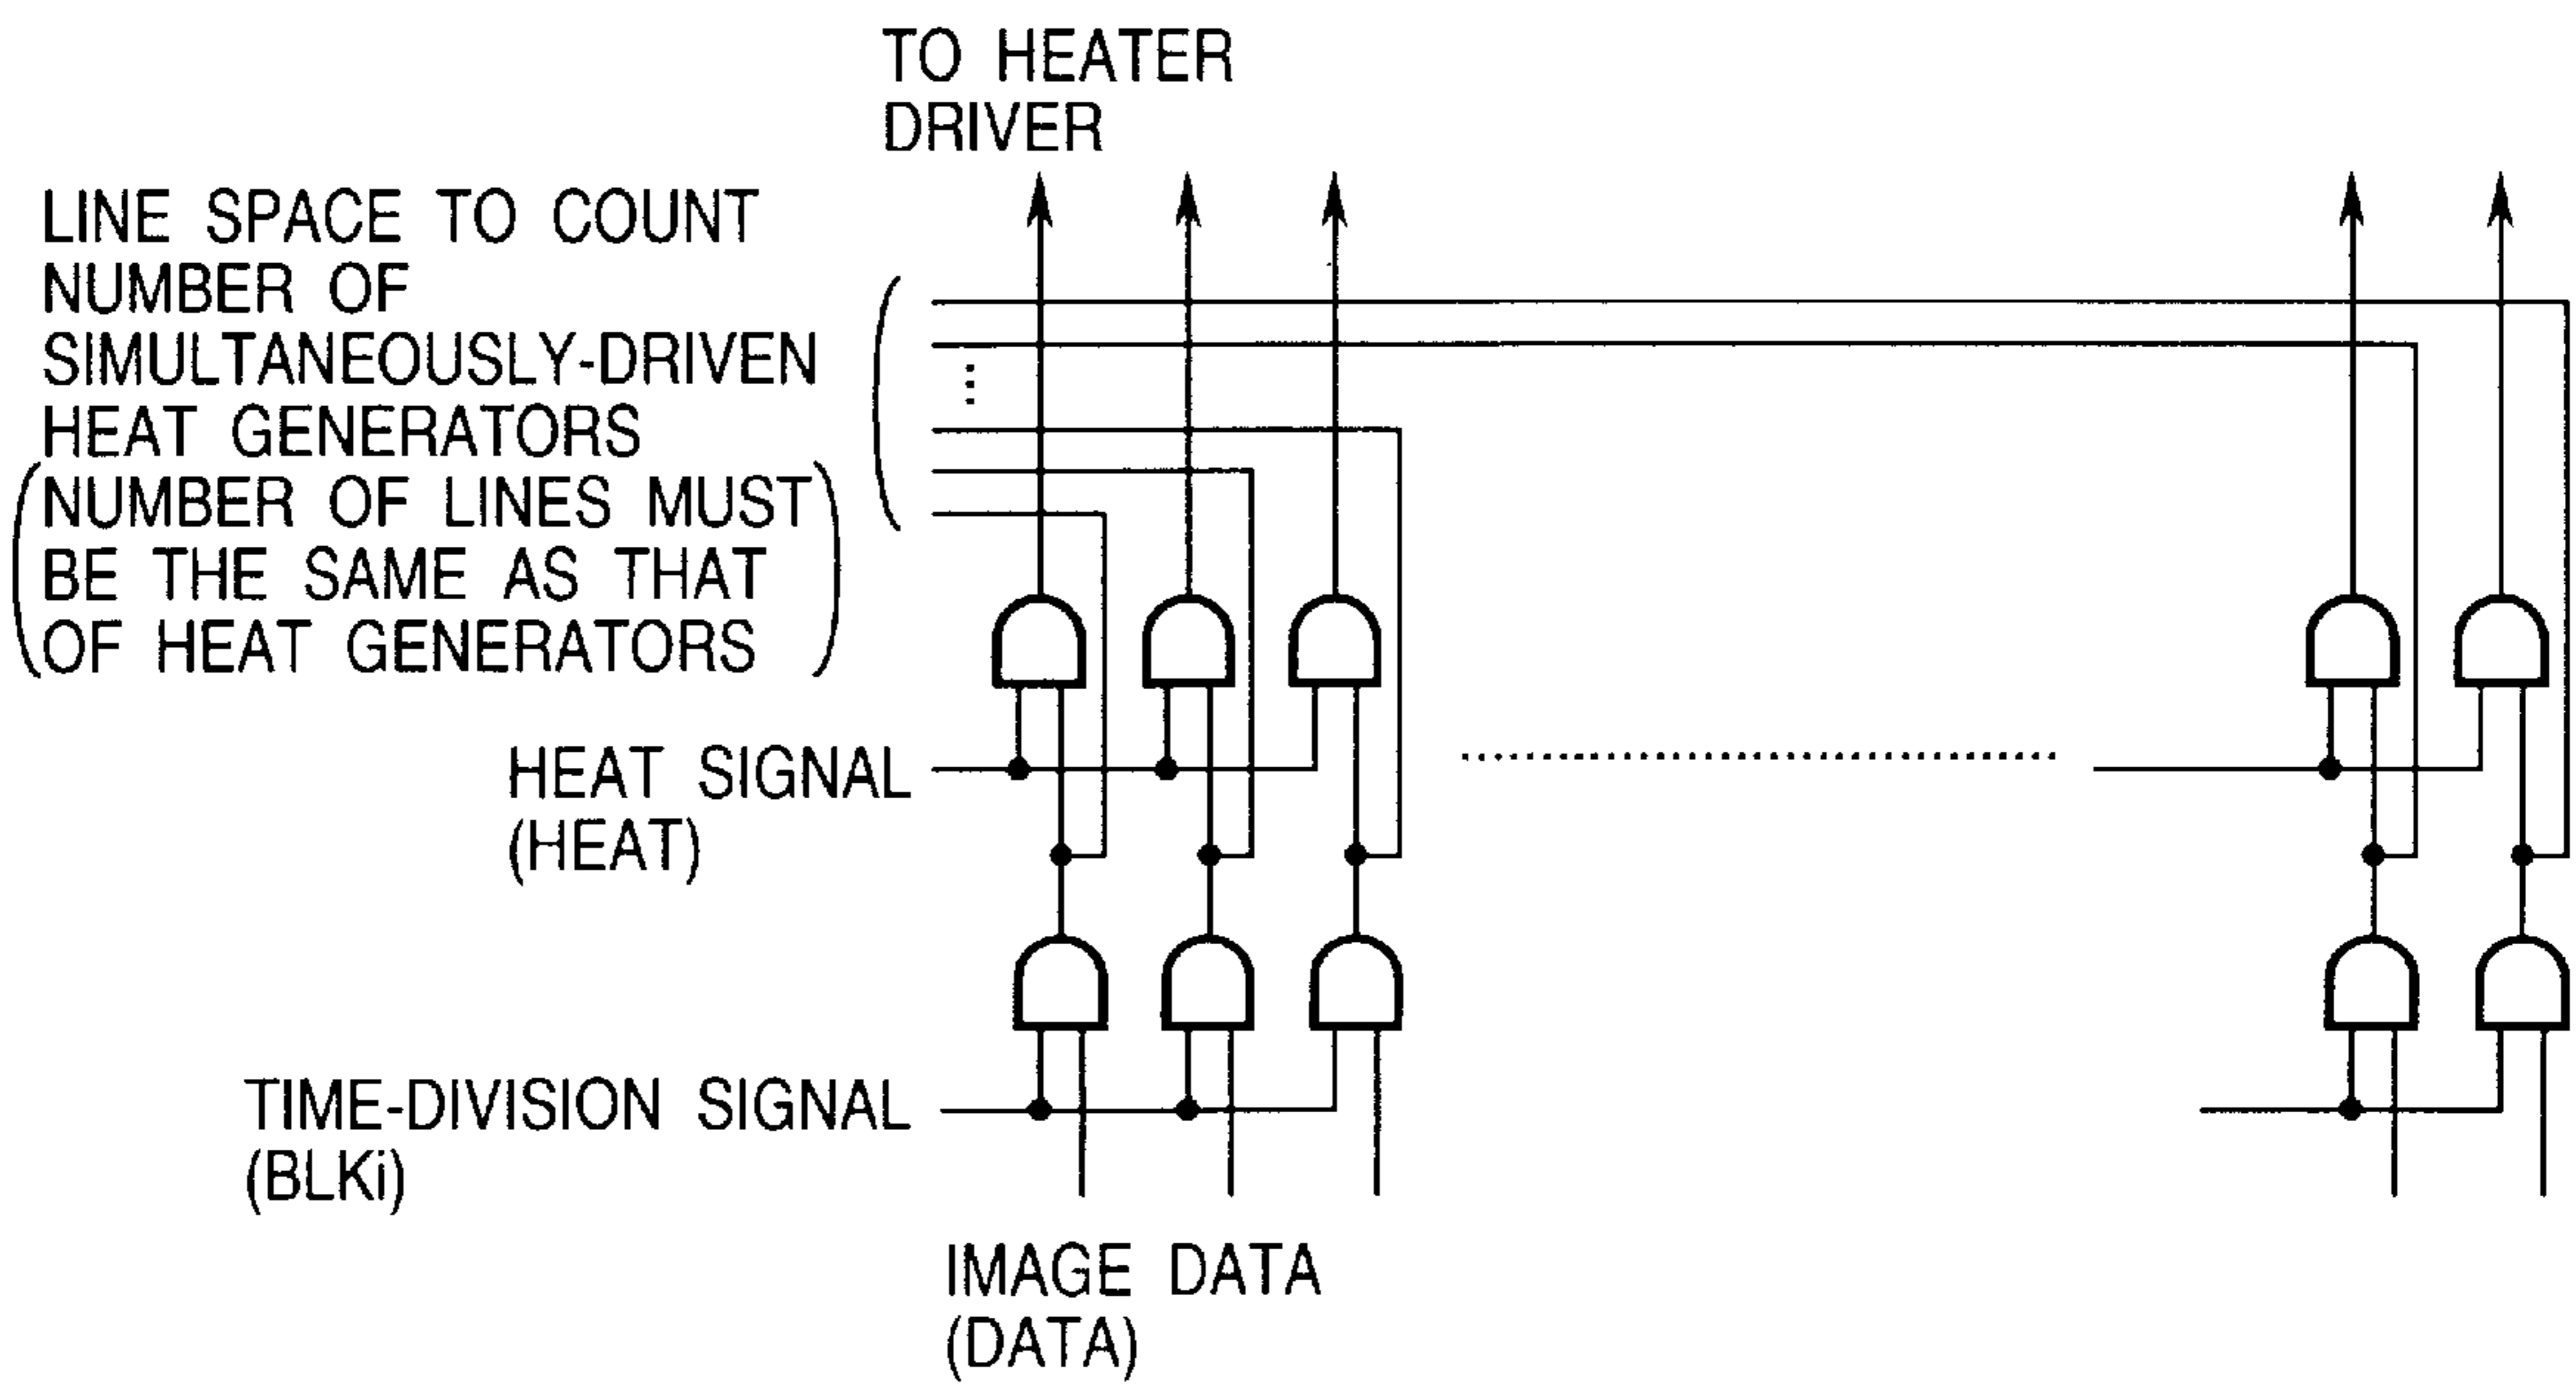 TO HEATER
DRIVER
LINE SPACE TO COUNT
NUMBER OF
SIMULTANEOUSLY-DRIVEN
HEAT GENERATORS
(NUMBER OF LINES MUST
BE THE SAME AS THAT
OF HEAT GENERATORS)
HEAT SIGNAL
(HEAT)
TIME-DIVISION SIGNAL
(BLKi)
IMAGE DATA
(DATA)